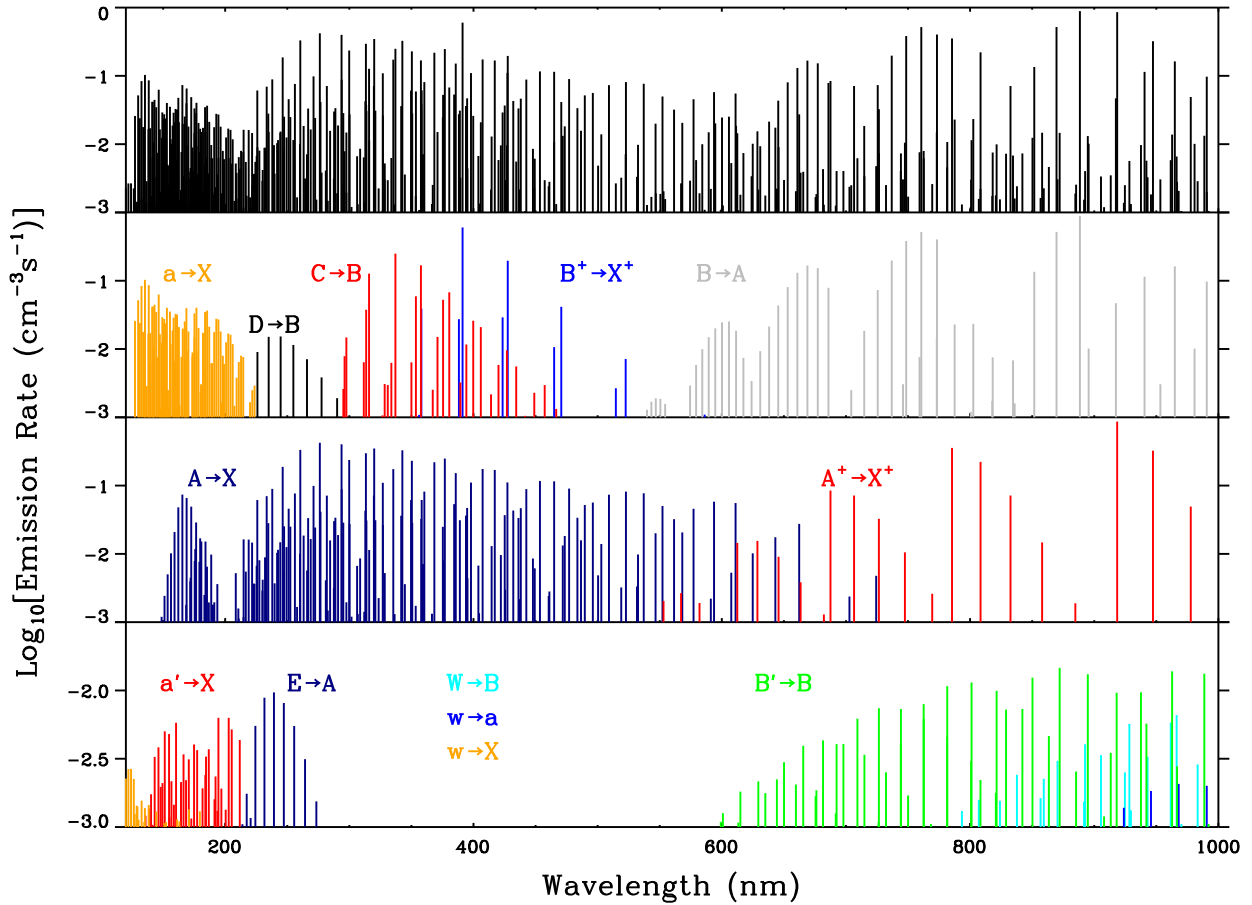 0
−1
−2
−3
a→X
C→B
B⁺→X⁺
B→A
−1
D→B
−2
−3
A→X
A⁺→X⁺
−1
−2
−3
a′→X
E→A
W→B
B′→B
−2.0
w→a
w→X
−2.5
−3.0
200
400
600
800
1000
Wavelength (nm)
Log₁₀[Emission Rate (cm⁻³s⁻¹)]